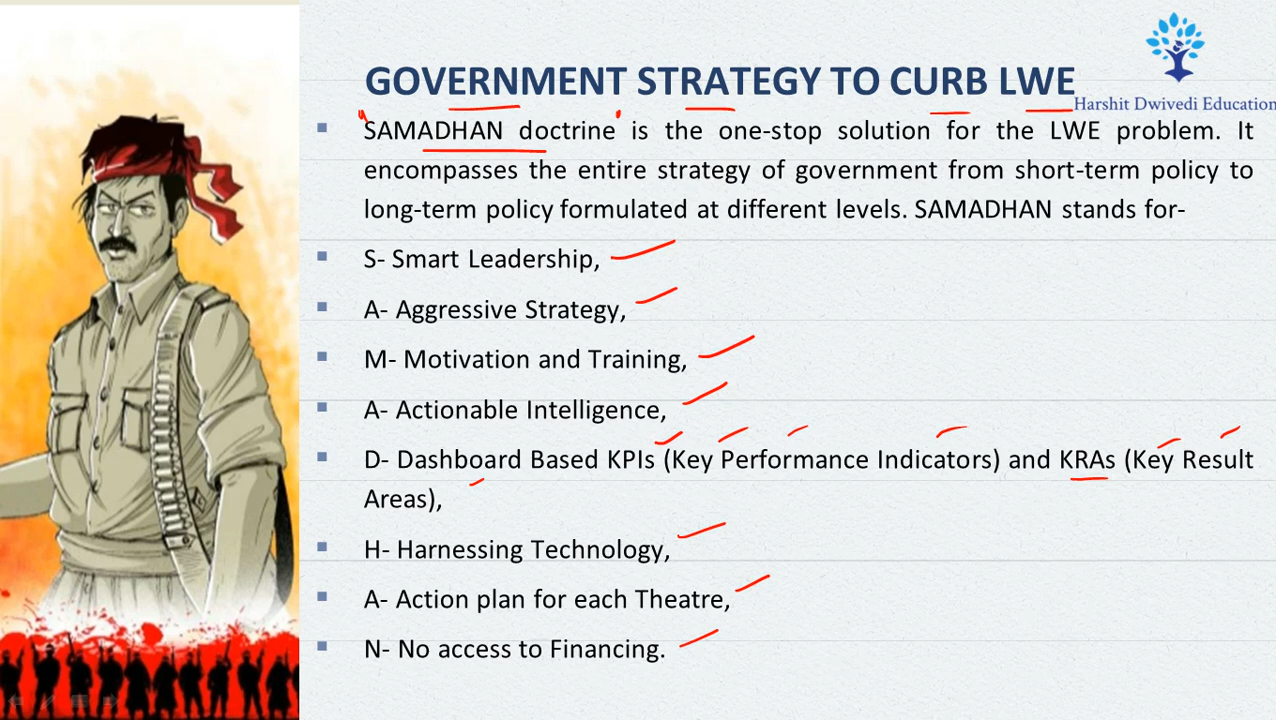 GOVERNMENT STRATEGY TO CURB LWE
Harshit Dwivedi Education
▪ "SAMADHAN doctrine' is the one-stop solution for the LWE problem. It
encompasses the entire strategy of government from short-term policy to
long-term policy formulated at different levels. SAMADHAN stands for-
▪ S- Smart Leadership,
▪ A- Aggressive Strategy,
▪ M- Motivation and Training,
▪ A- Actionable Intelligence,
▪ D- Dashboard Based KPIs (Key Performance Indicators) and KRAs (Key Result
Areas),
▪ H- Harnessing Technology,
▪ A- Action plan for each Theatre,
▪ N- No access to Financing.